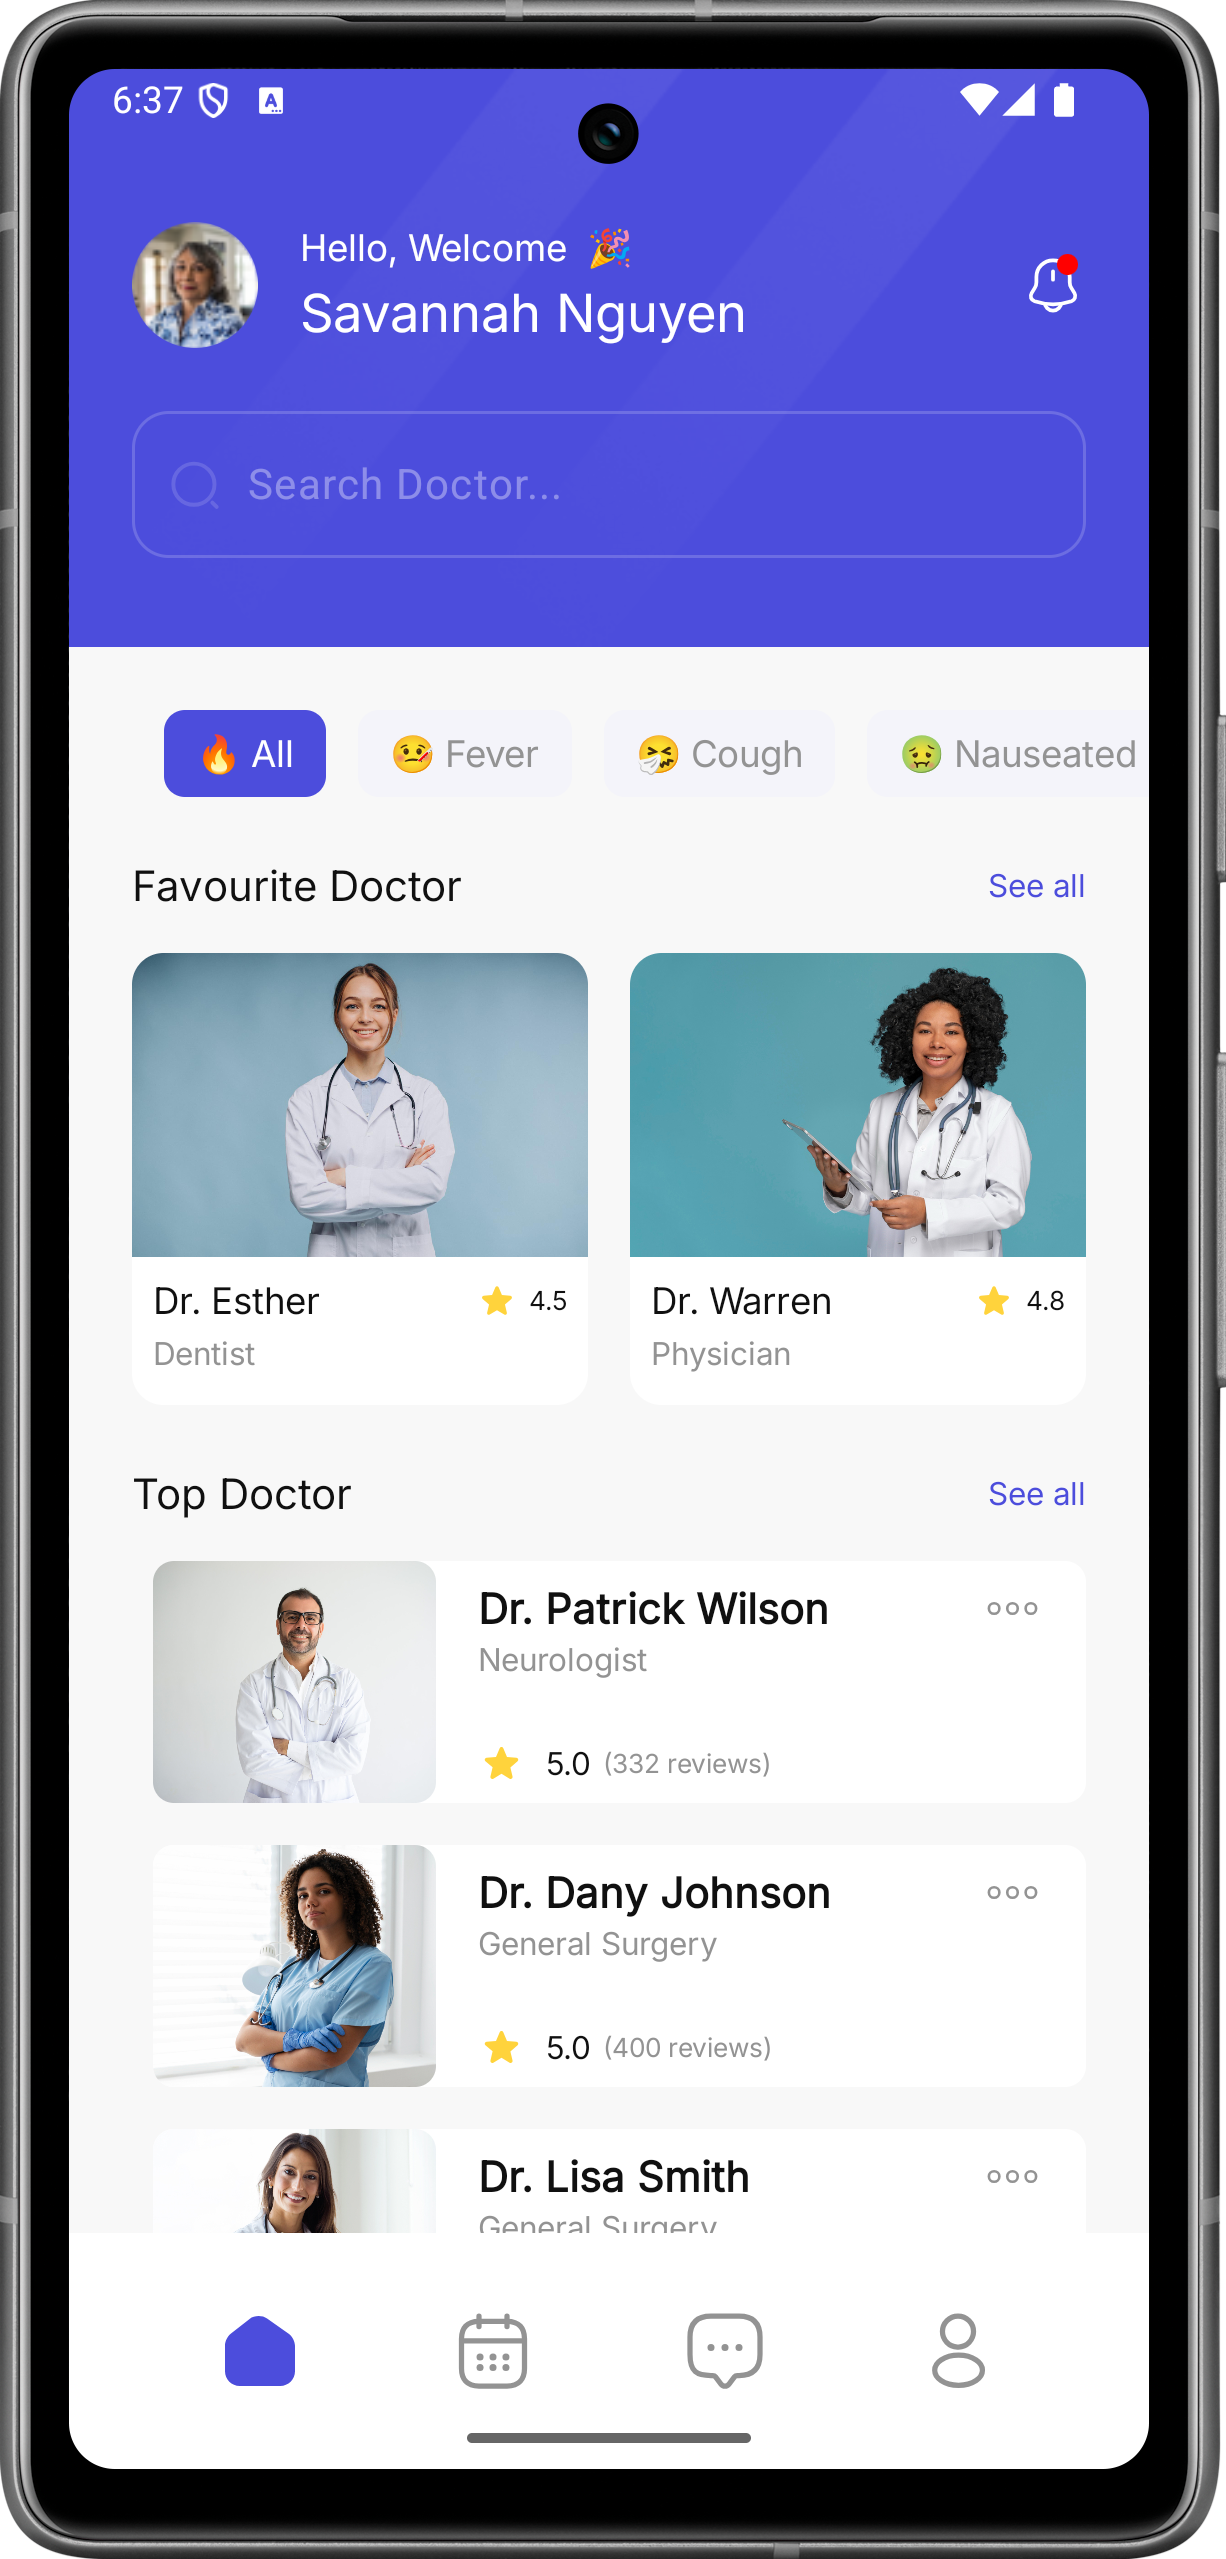 6:37
Hello, Welcome 🎉
Savannah Nguyen
Search Doctor...
🔥 All 🤒 Fever 🤧 Cough 🤢 Nauseated
Favourite Doctor See all
Dr. Esther 4.5
Dentist
Dr. Warren 4.8
Physician
Top Doctor See all
Dr. Patrick Wilson
Neurologist
5.0 (332 reviews)
Dr. Dany Johnson
General Surgery
5.0 (400 reviews)
Dr. Lisa Smith
General Surgery